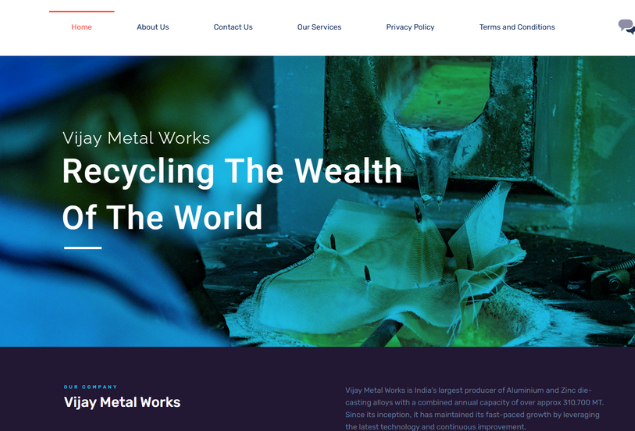 Home About Us Contact Us Our Services Privacy Policy Terms and Conditions
Vijay Metal Works
Recycling The Wealth
Of The World
OUR COMPANY
Vijay Metal Works
Vijay Metal Works is India's largest producer of Aluminium and Zinc die-
casting alloys with a combined annual capacity of over approx 310,700 MT.
Since its inception, it has maintained its fast-paced growth by leveraging
the latest technology and continuous improvement.